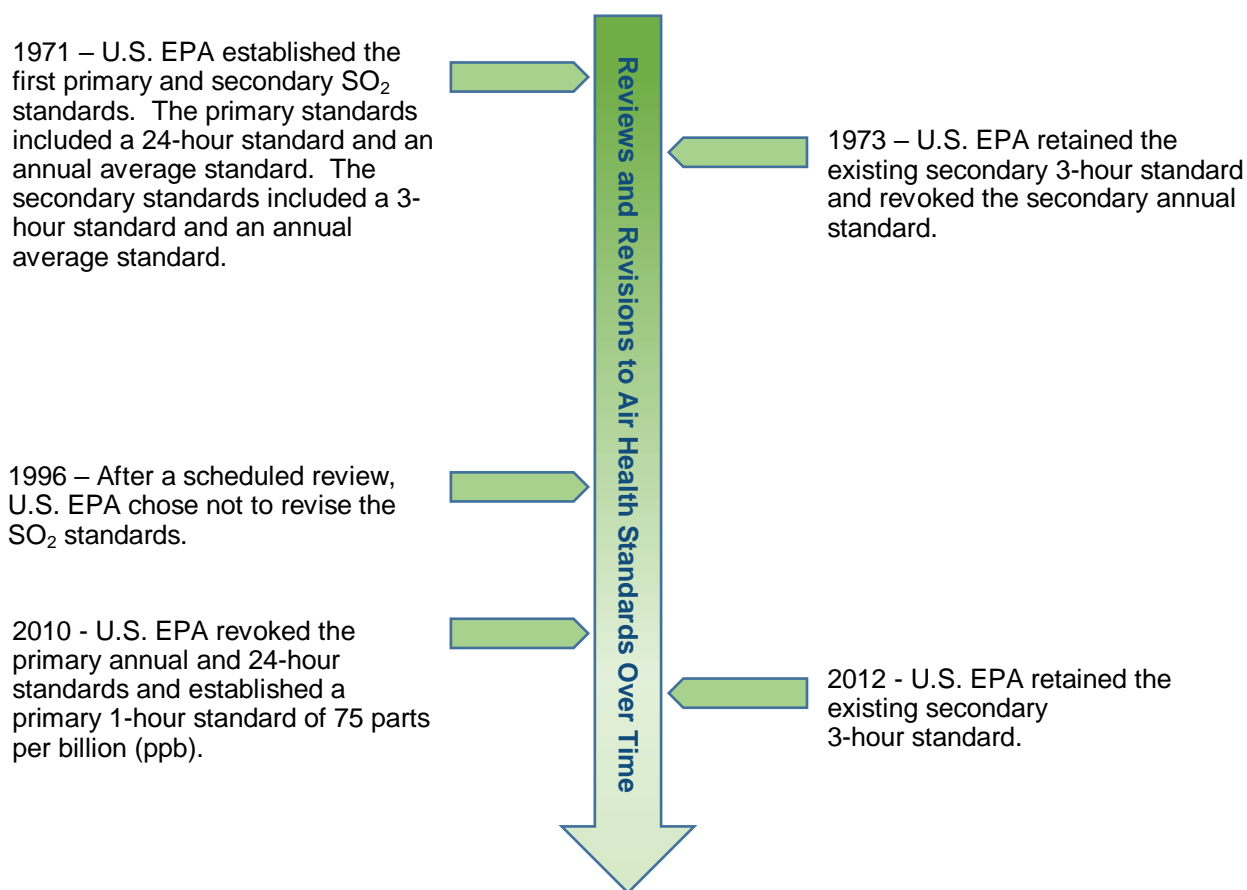 1971 – U.S. EPA established the
first primary and secondary SO₂
standards.  The primary standards
included a 24-hour standard and an
annual average standard.  The
secondary standards included a 3-
hour standard and an annual
average standard.
Reviews and Revisions to Air Health Standards Over Time
1973 – U.S. EPA retained the
existing secondary 3-hour standard
and revoked the secondary annual
standard.
1996 – After a scheduled review,
U.S. EPA chose not to revise the
SO₂ standards.
2010 - U.S. EPA revoked the
primary annual and 24-hour
standards and established a
primary 1-hour standard of 75 parts
per billion (ppb).
2012 - U.S. EPA retained the
existing secondary
3-hour standard.